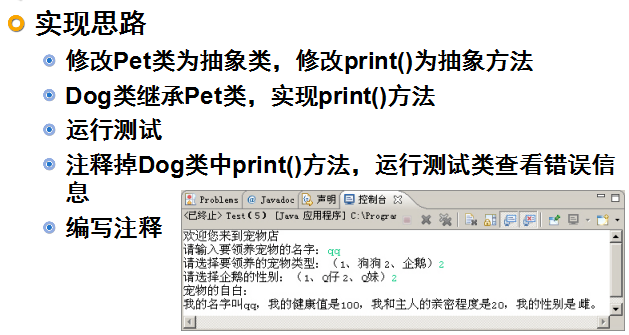 实现思路
修改Pet类为抽象类，修改print()为抽象方法
Dog类继承Pet类，实现print()方法
运行测试
注释掉Dog类中print()方法，运行测试类查看错误信
息
编写注释
Problems @ Javadoc 声明 控制台
<已终止> Test (5) [Java 应用程序] C:\Progra
欢迎您来到宠物店
请输入要领养宠物的名字：qq
请选择要领养的宠物类型：（1、狗狗 2、企鹅）2
请选择企鹅的性别：（1、Q仔 2、Q妹）2
宠物的自白：
我的名字叫qq，我的健康值是100，我和主人的亲密程度是20，我的性别是 雌。